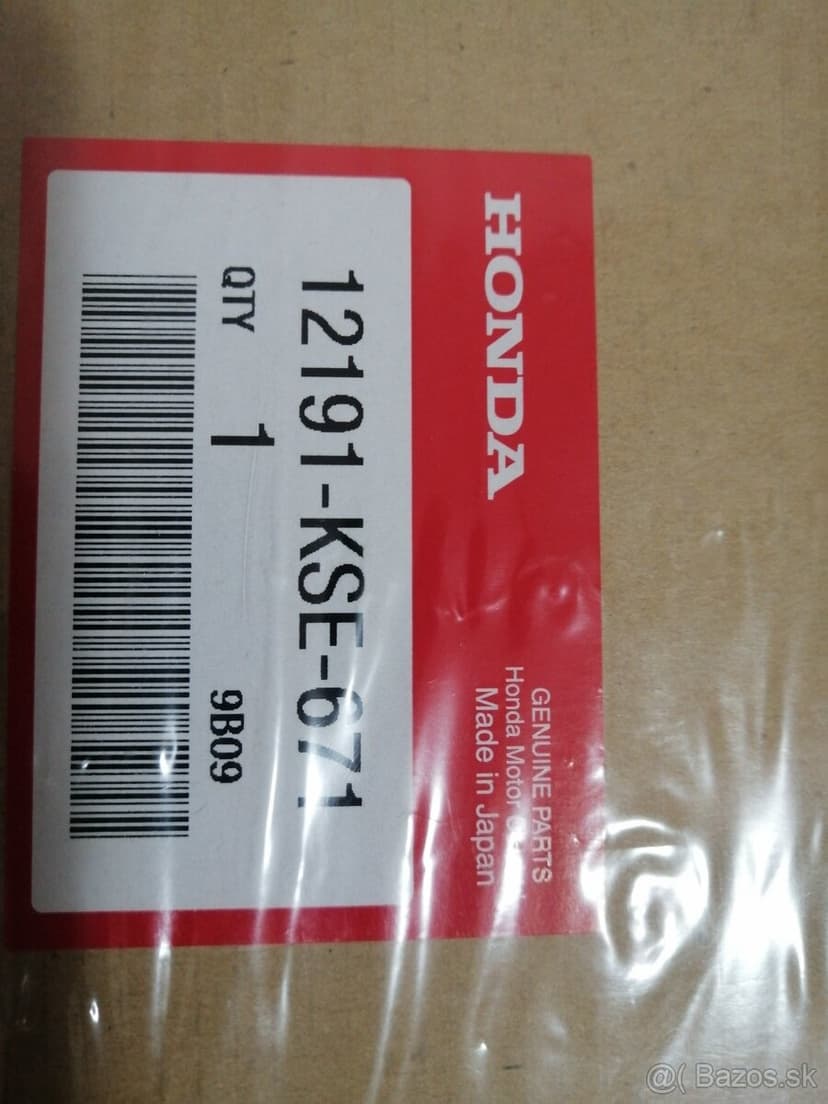 HONDA
GENUINE PARTS
Honda Motor
Made in Japan
12191-KSE-671
QTY 1 9B09
@( Bazos.sk